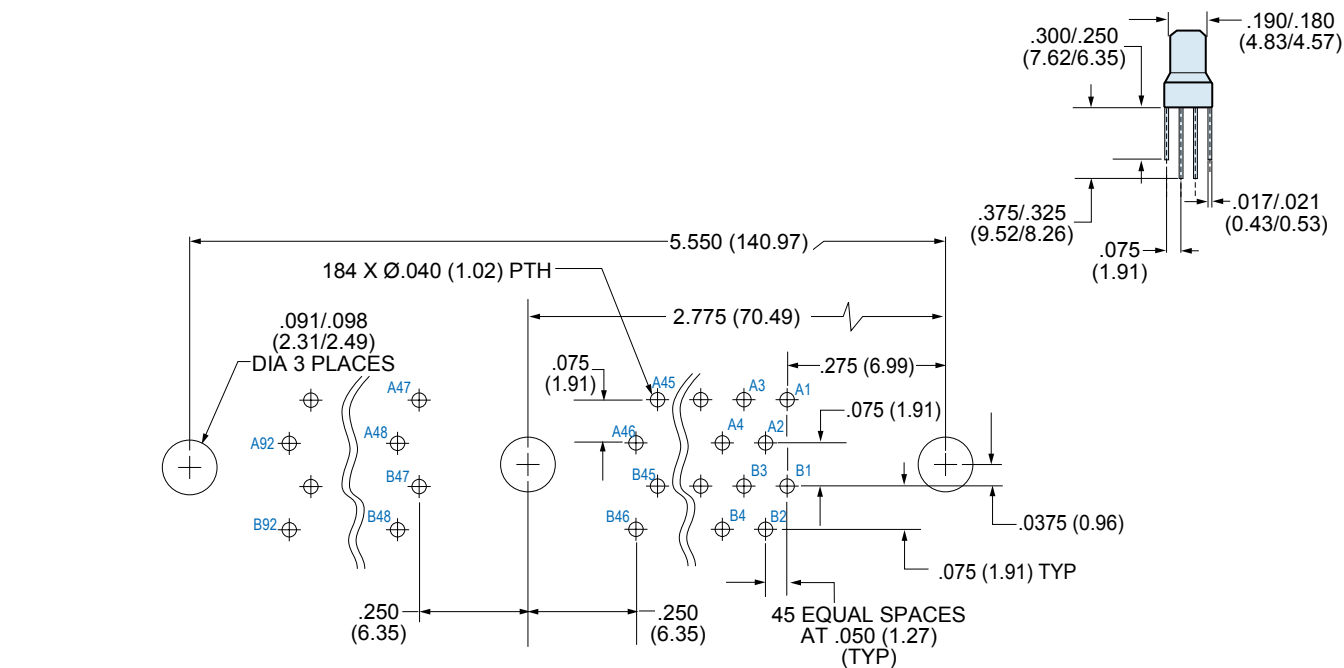 .190/.180
(4.83/4.57)
.300/.250
(7.62/6.35)
.375/.325
(9.52/8.26)
.017/.021
(0.43/0.53)
.075
(1.91)
5.550 (140.97)
184 X Ø.040 (1.02) PTH
2.775 (70.49)
.091/.098
(2.31/2.49)
DIA 3 PLACES
.075
(1.91)
.275 (6.99)
A47
A45
A3
A1
.075 (1.91)
A92
A48
A46
A4
A2
B47
B45
B3
B1
B92
B48
B46
B4
B2
.0375 (0.96)
.075 (1.91) TYP
.250
(6.35)
.250
(6.35)
45 EQUAL SPACES
AT .050 (1.27)
(TYP)